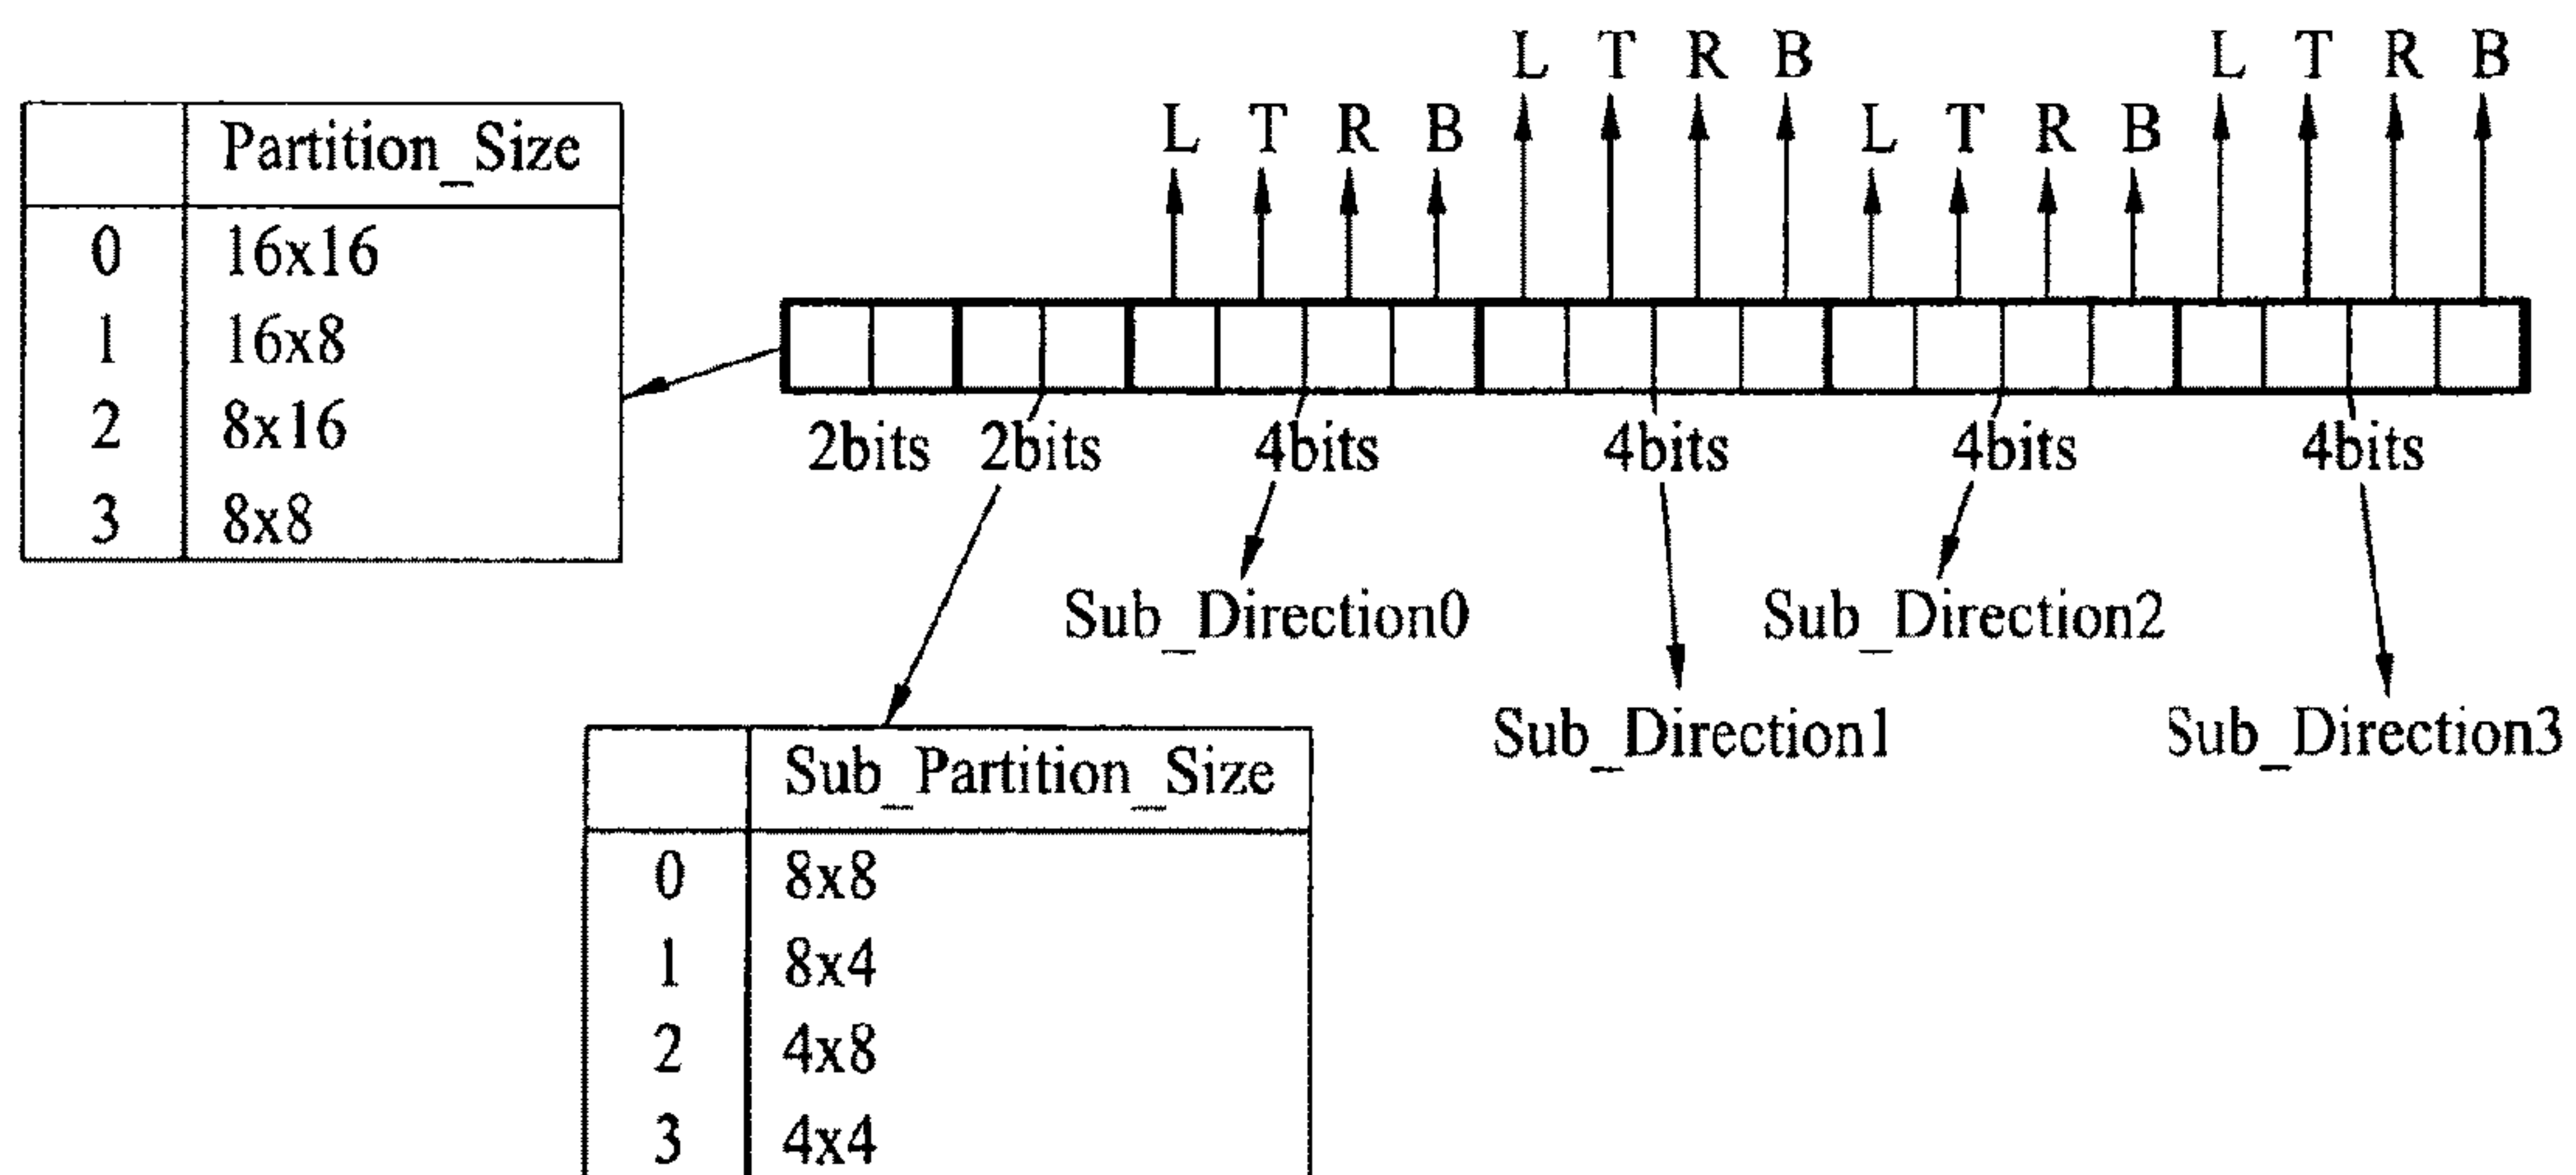 L T R B L T R B
L T R B L T R B
Partition_Size
0 16x16
1 16x8
2 8x16
3 8x8
2bits 2bits 4bits 4bits 4bits 4bits
Sub_Direction0 Sub_Direction2
Sub_Direction1 Sub_Direction3
Sub_Partition_Size
0 8x8
1 8x4
2 4x8
3 4x4